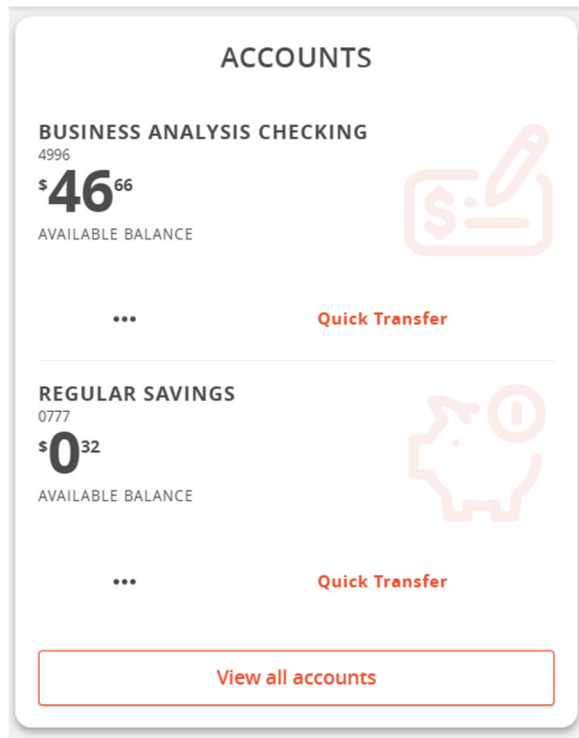 ACCOUNTS
BUSINESS ANALYSIS CHECKING
4996
$46 66
AVAILABLE BALANCE
••• Quick Transfer
REGULAR SAVINGS
0777
$0 32
AVAILABLE BALANCE
••• Quick Transfer
View all accounts